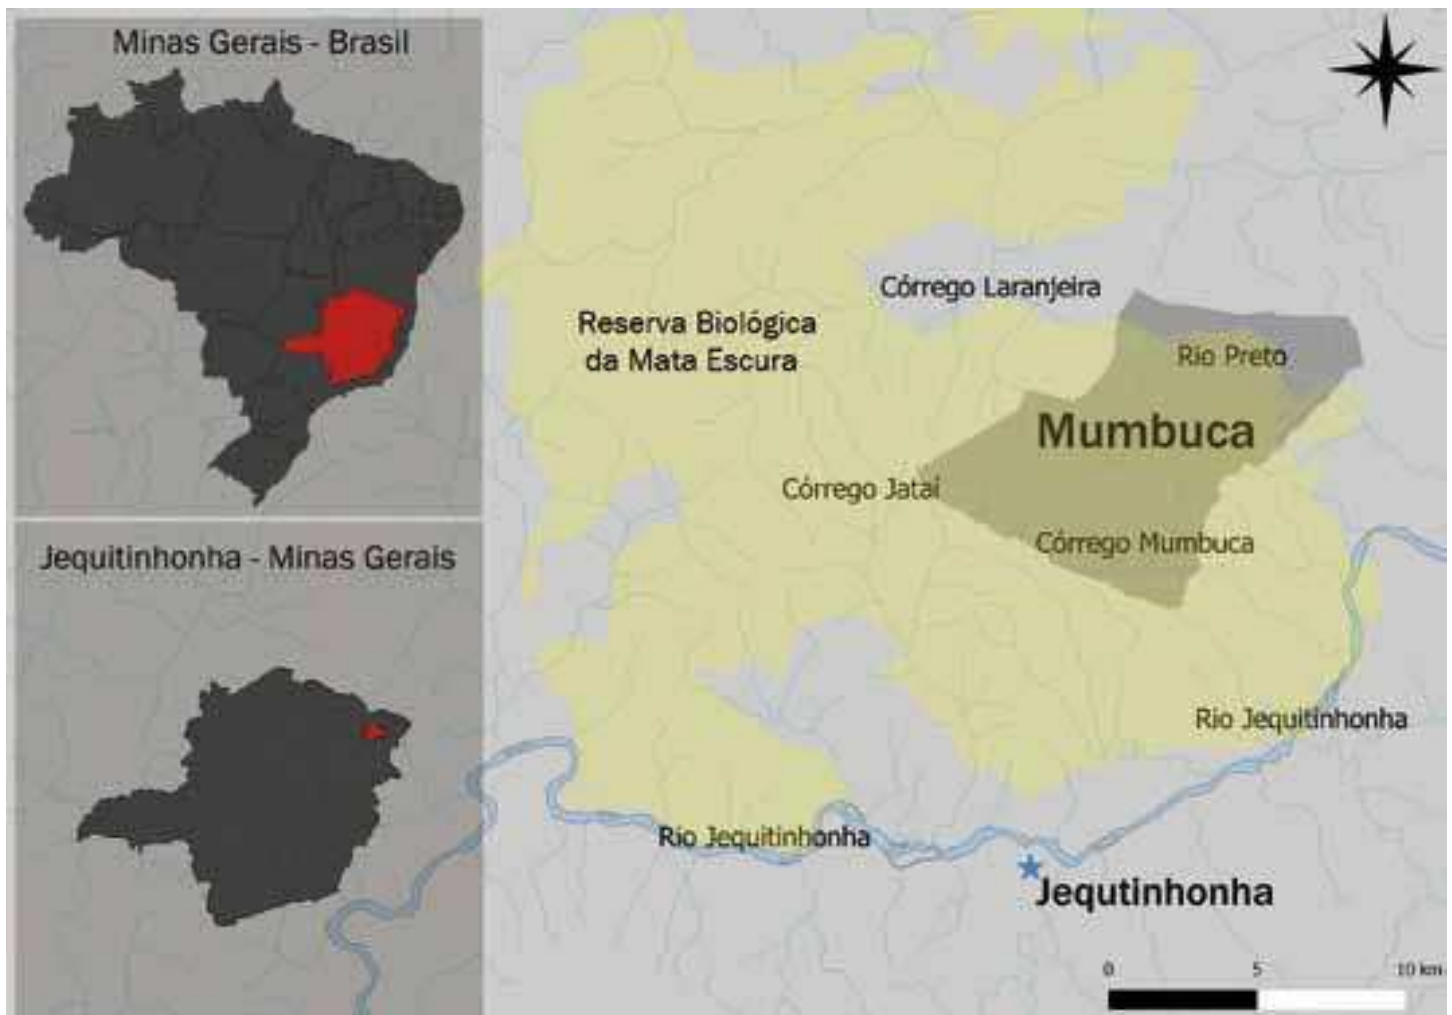 Minas Gerais - Brasil
Jequitinhonha - Minas Gerais
Córrego Laranjeira
Reserva Biológica
da Mata Escura
Rio Preto
Mumbuca
Córrego Jataí
Córrego Mumbuca
Rio Jequitinhonha
Rio Jequitinhonha
Jequtinhonha
0 5 10 km